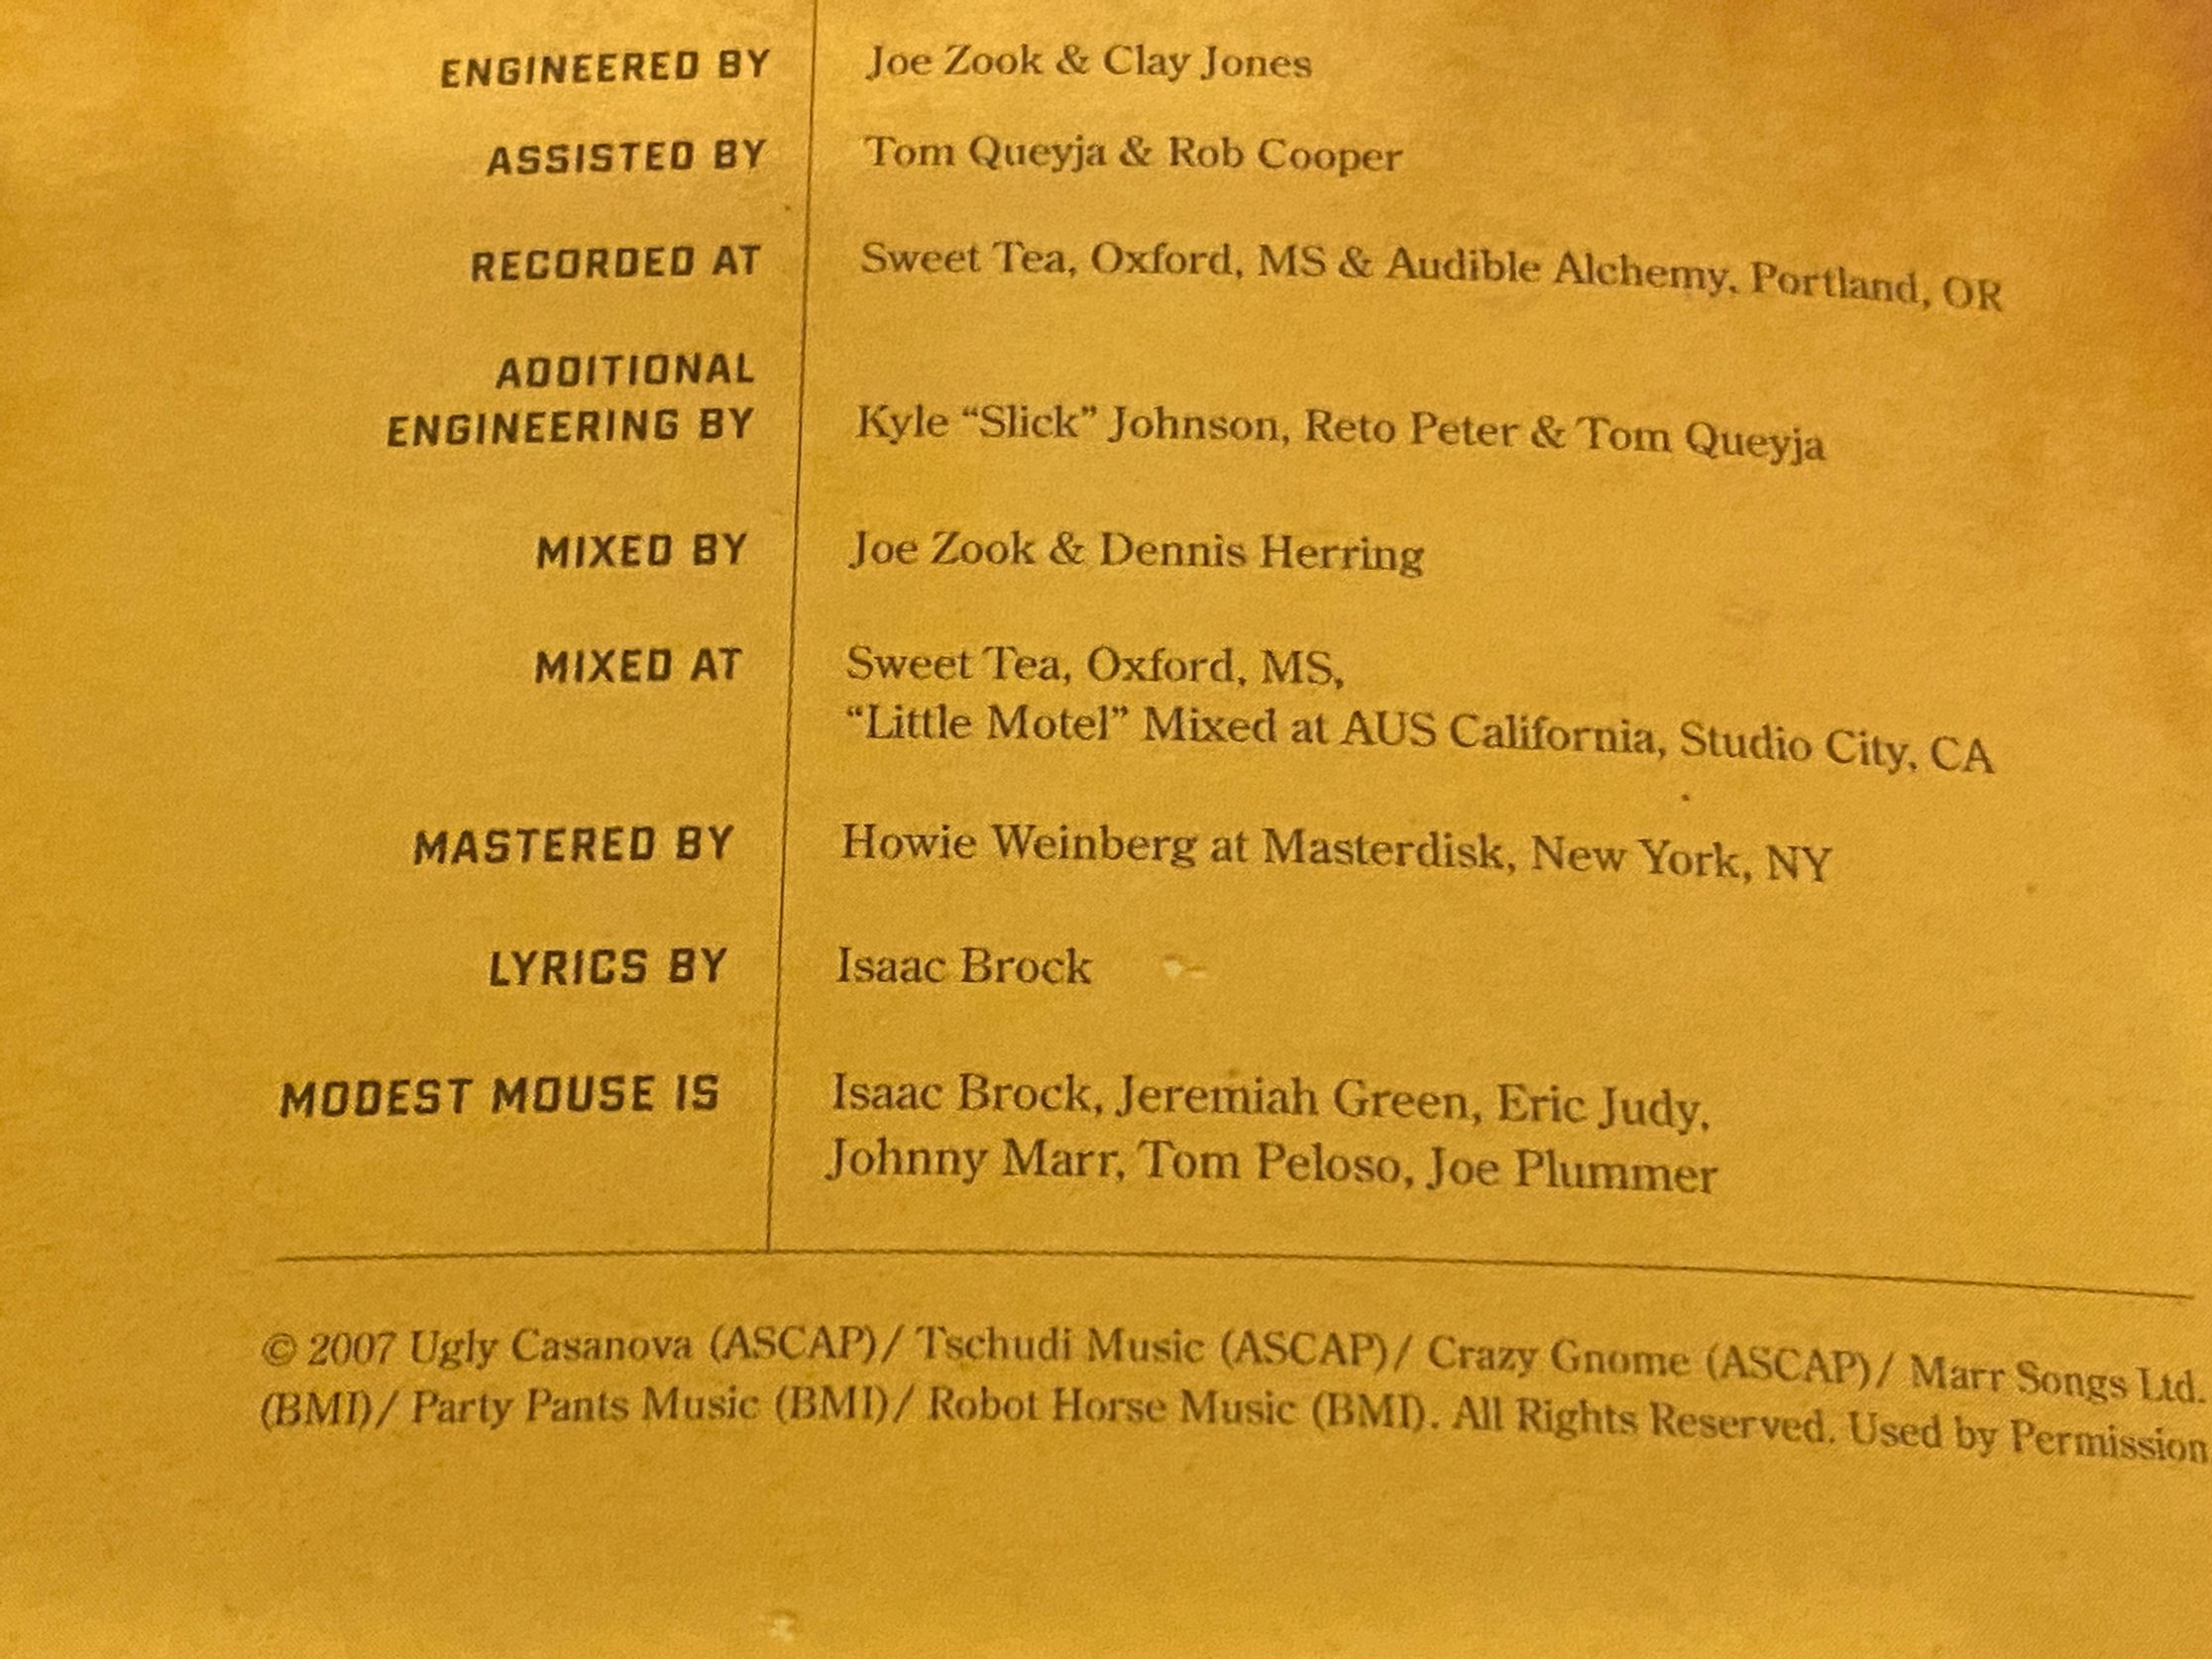 ENGINEERED BY Joe Zook & Clay Jones
ASSISTED BY Tom Queyja & Rob Cooper
RECORDED AT Sweet Tea, Oxford, MS & Audible Alchemy, Portland, OR
ADDITIONAL
ENGINEERING BY Kyle “Slick” Johnson, Reto Peter & Tom Queyja
MIXED BY Joe Zook & Dennis Herring
MIXED AT Sweet Tea, Oxford, MS,
“Little Motel” Mixed at AUS California, Studio City, CA
MASTERED BY Howie Weinberg at Masterdisk, New York, NY
LYRICS BY Isaac Brock
MODEST MOUSE IS Isaac Brock, Jeremiah Green, Eric Judy,
Johnny Marr, Tom Peloso, Joe Plummer
© 2007 Ugly Casanova (ASCAP)/ Tschudi Music (ASCAP)/ Crazy Gnome (ASCAP)/ Marr Songs Ltd.
(BMI)/ Party Pants Music (BMI)/ Robot Horse Music (BMI). All Rights Reserved. Used by Permission